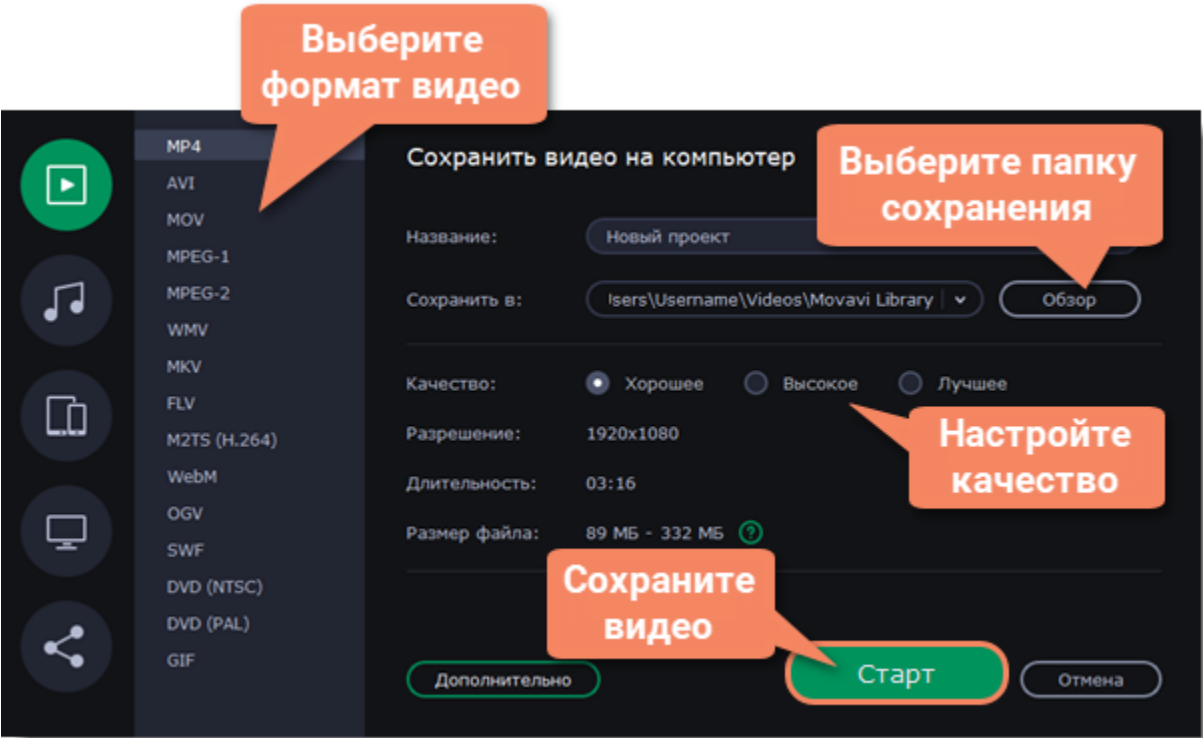 Выберите
формат видео
MP4
AVI
MOV
MPEG-1
MPEG-2
WMV
MKV
FLV
M2TS (H.264)
WebM
OGV
SWF
DVD (NTSC)
DVD (PAL)
GIF
Сохранить видео на компьютер
Выберите папку
сохранения
Название: Новый проект
Сохранить в: sers\Username\Videos\Movavi Library Обзор
Качество: Хорошее Высокое Лучшее
Настройте
качество
Разрешение: 1920x1080
Длительность: 03:16
Размер файла: 89 МБ - 332 МБ ?
Сохраните
видео
Дополнительно Старт Отмена